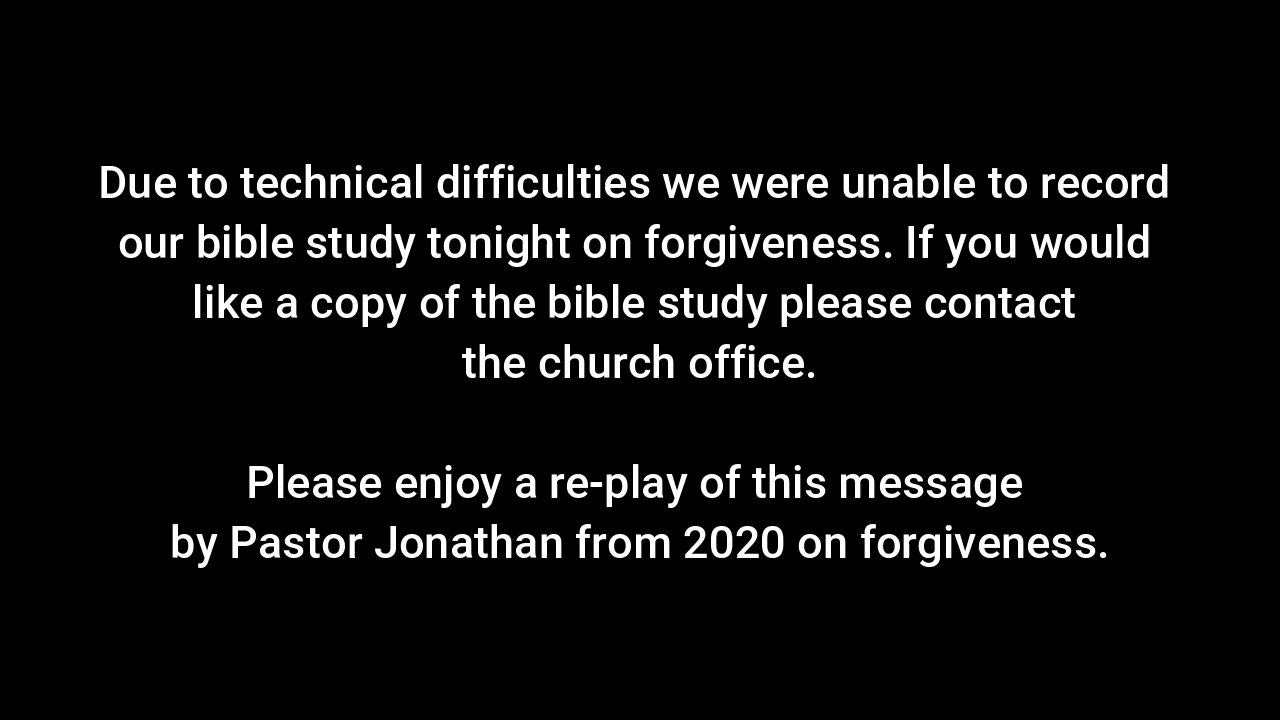 Due to technical difficulties we were unable to record
our bible study tonight on forgiveness. If you would
like a copy of the bible study please contact
the church office.
Please enjoy a re-play of this message
by Pastor Jonathan from 2020 on forgiveness.